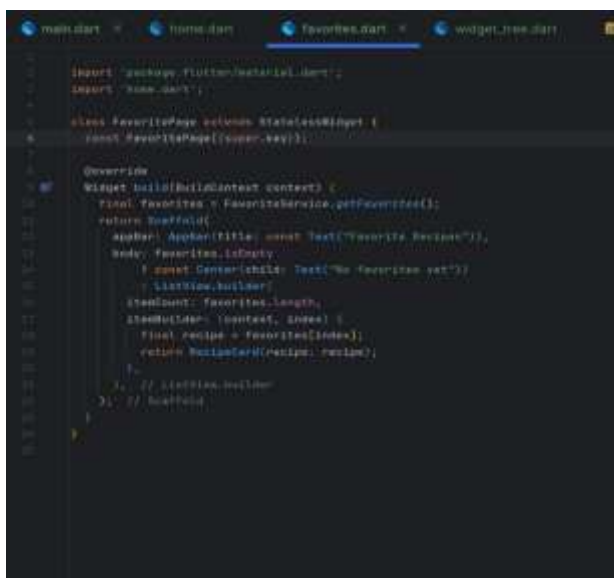 main.dart home.dart favorites.dart widget_tree.dart
import 'package:flutter/material.dart';
import 'home.dart';
class FavoritePage extends StatelessWidget {
const FavoritePage({super.key});
@override
Widget build(BuildContext context) {
final favorites = FavoriteService.getFavorites();
return Scaffold(
appBar: AppBar(title: const Text("Favorite Recipes")),
body: favorites.isEmpty
? const Center(child: Text("No favorites yet"))
: ListView.builder(
itemCount: favorites.length,
itemBuilder: (context, index) {
final recipe = favorites[index];
return RecipeCard(recipe: recipe);
},
), // ListView.builder
); // Scaffold
}
}